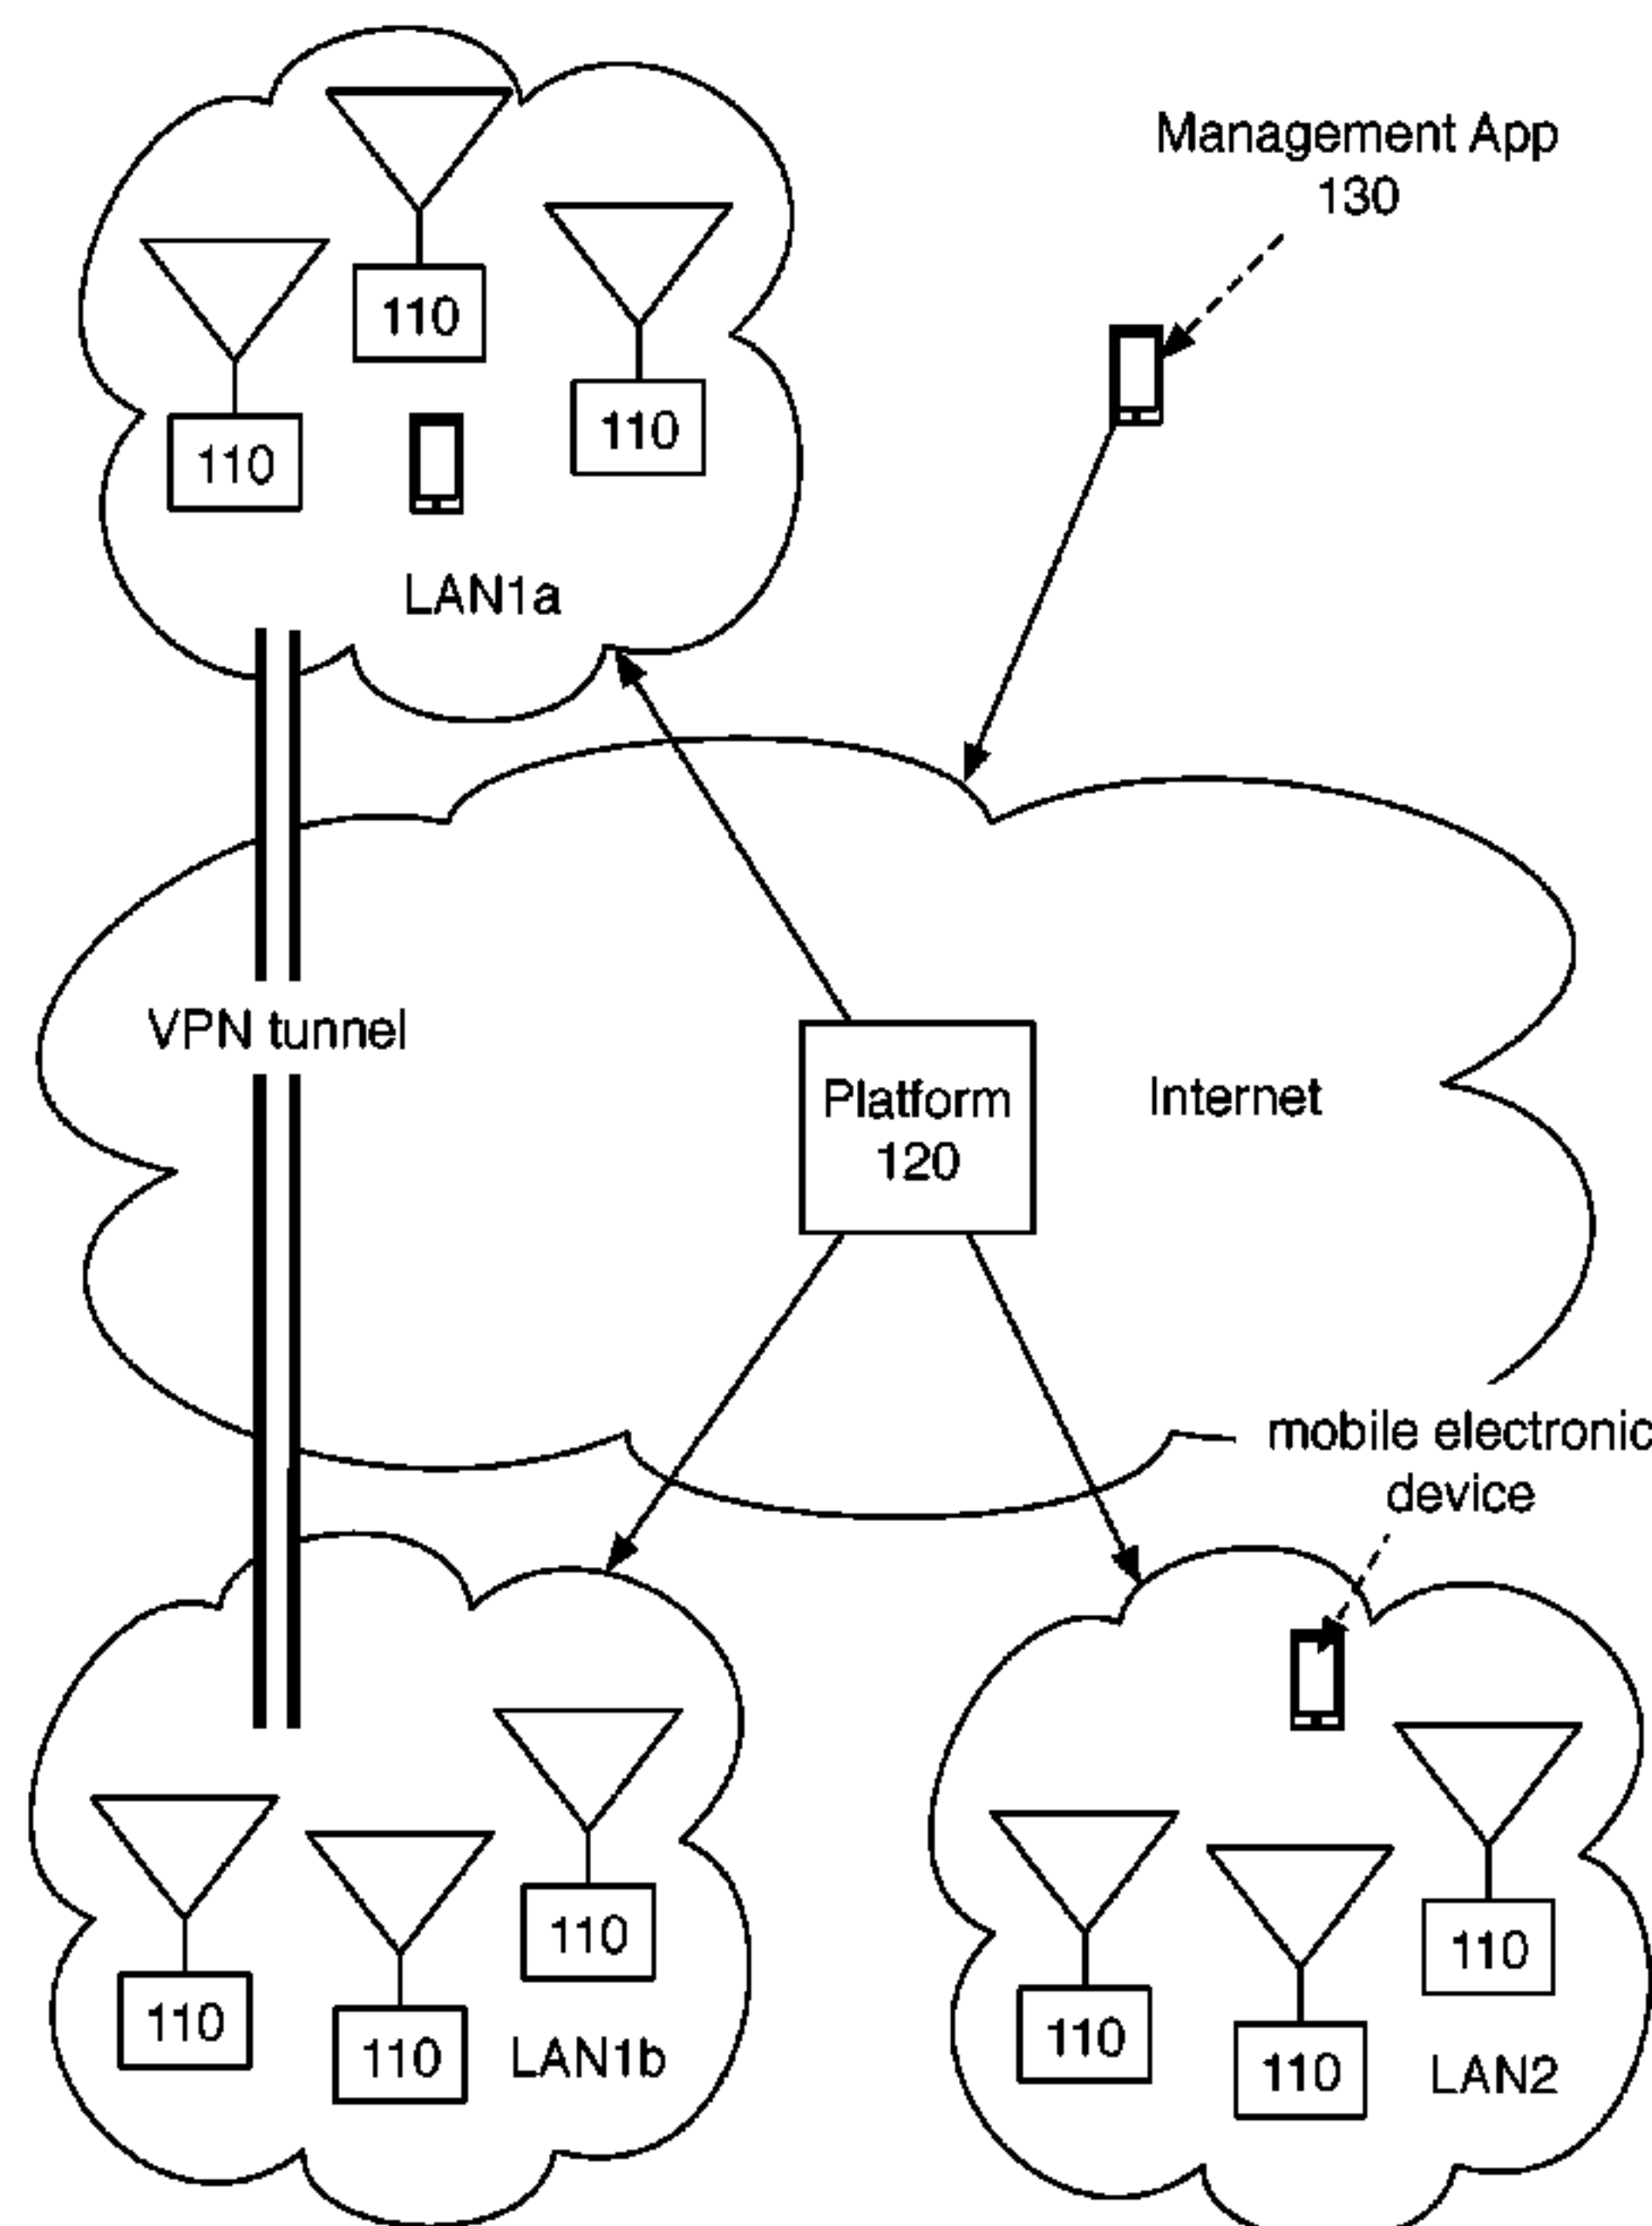 Management App
130
110
110
110
LAN1a
VPN tunnel
Platform
120
Internet
mobile electronic
device
110
110
110
LAN1b
110
110
110
LAN2